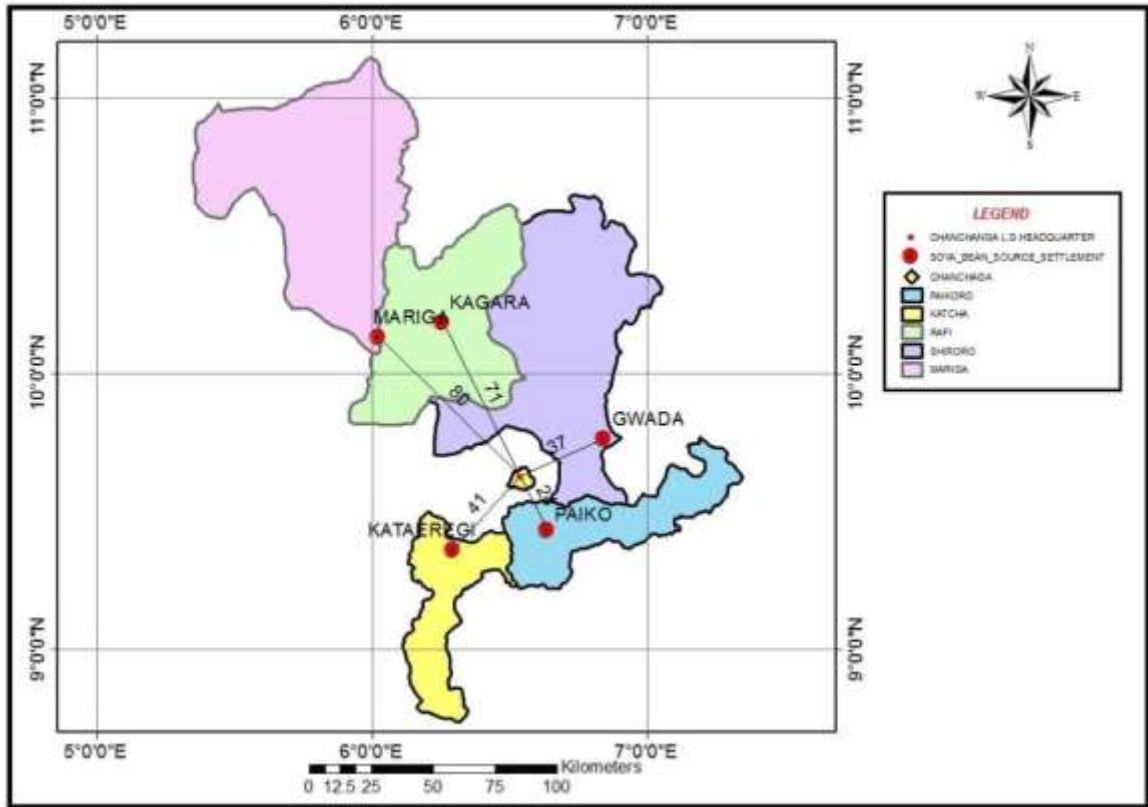 5°0'0"E 6°0'0"E 7°0'0"E
11°0'0"N 11°0'0"N
N
W E
S
LEGEND
CHANCHANGA L.G.HEADQUARTER
SOYA_BEAN_SOURCE_SETTLEMENT
CHANCHAGA
PAIKORO
KATCHA
RAFI
SHIRORO
MARIGA
KAGARA
MARIGA
10°0'0"N 10°0'0"N
71
GWADA
37
41
PAIKO
KATAEREGI
9°0'0"N 9°0'0"N
5°0'0"E 6°0'0"E 7°0'0"E
Kilometers
0 12.5 25 50 75 100